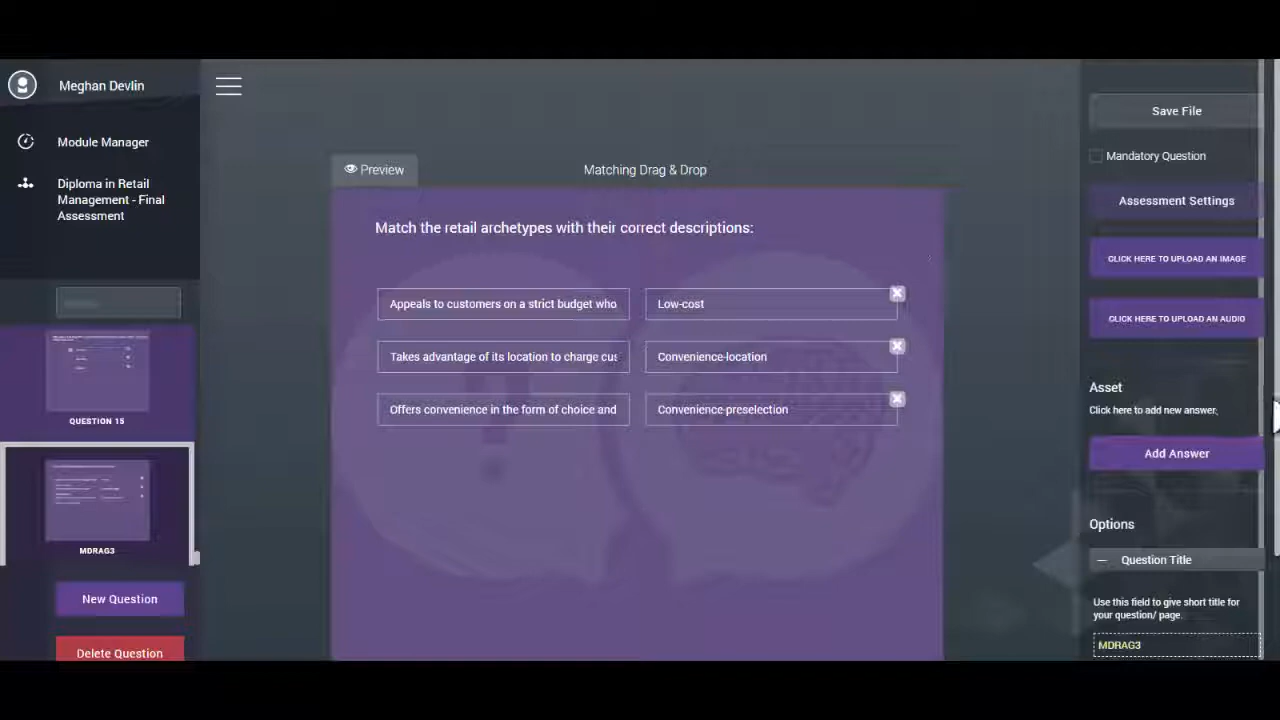 Meghan Devlin
Module Manager
Diploma in Retail
Management - Final
Assessment
QUESTION 15
MDRAG3
New Question
Delete Question
Preview
Matching Drag & Drop
Match the retail archetypes with their correct descriptions:
Appeals to customers on a strict budget who
Low-cost
Takes advantage of its location to charge cus
Convenience-location
Offers convenience in the form of choice and
Convenience-preselection
Save File
Mandatory Question
Assessment Settings
CLICK HERE TO UPLOAD AN IMAGE
CLICK HERE TO UPLOAD AN AUDIO
Asset
Click here to add new answer.
Add Answer
Options
Question Title
Use this field to give short title for
your question/ page.
MDRAG3